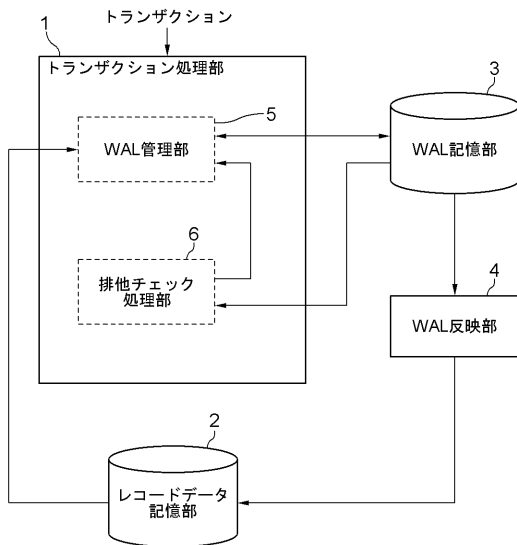 トランザクション
1
トランザクション処理部
3
5
WAL管理部
WAL記憶部
6
排他チェック
処理部
4
WAL反映部
2
レコードデータ
記憶部